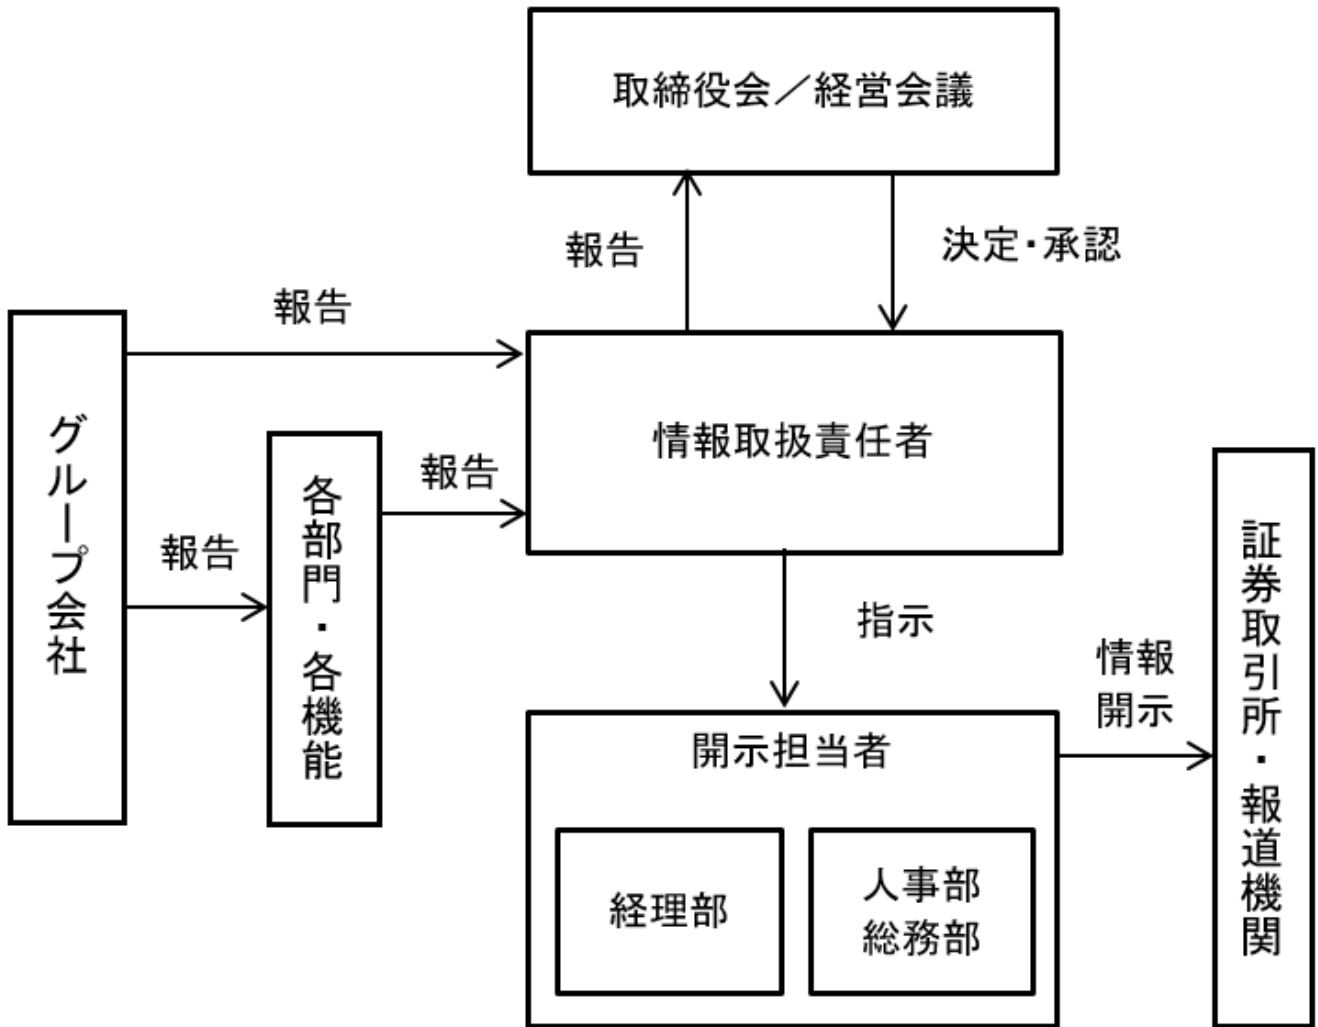 取締役会／経営会議
報告
決定・承認
報告
グループ会社
情報取扱責任者
各部門・各機能
報告
報告
指示
証券取引所・報道機関
情報
開示
開示担当者
経理部
人事部
総務部